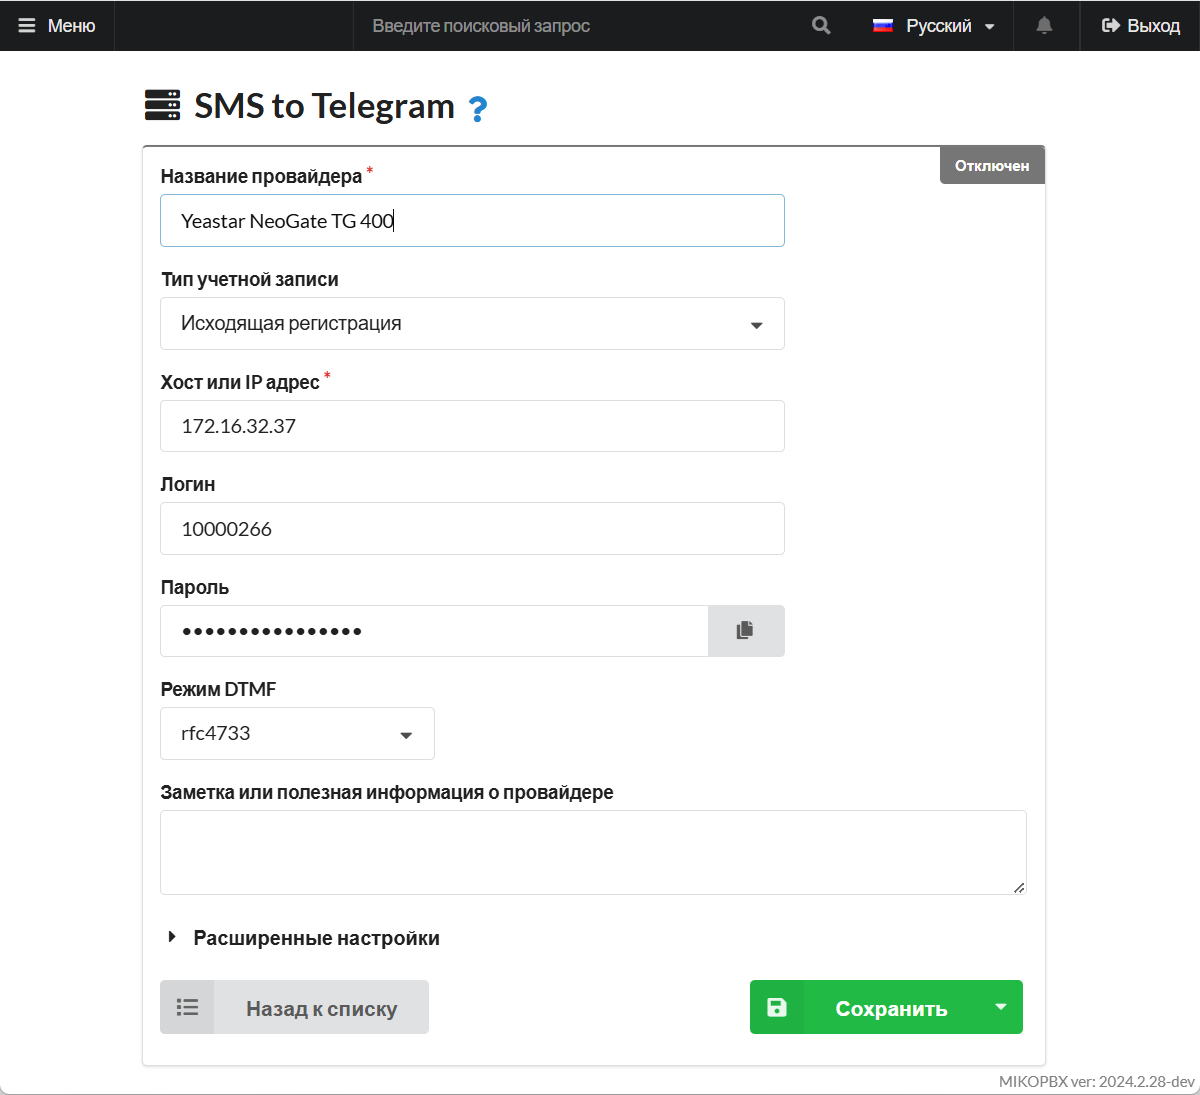 Меню
Введите поисковый запрос
Русский
Выход
SMS to Telegram ?
Отключен
Название провайдера *
Yeastar NeoGate TG 400
Тип учетной записи
Исходящая регистрация
Хост или IP адрес *
172.16.32.37
Логин
10000266
Пароль
••••••••••••••••
Режим DTMF
rfc4733
Заметка или полезная информация о провайдере
Расширенные настройки
Назад к списку
Сохранить
MIKOPBX ver: 2024.2.28-dev